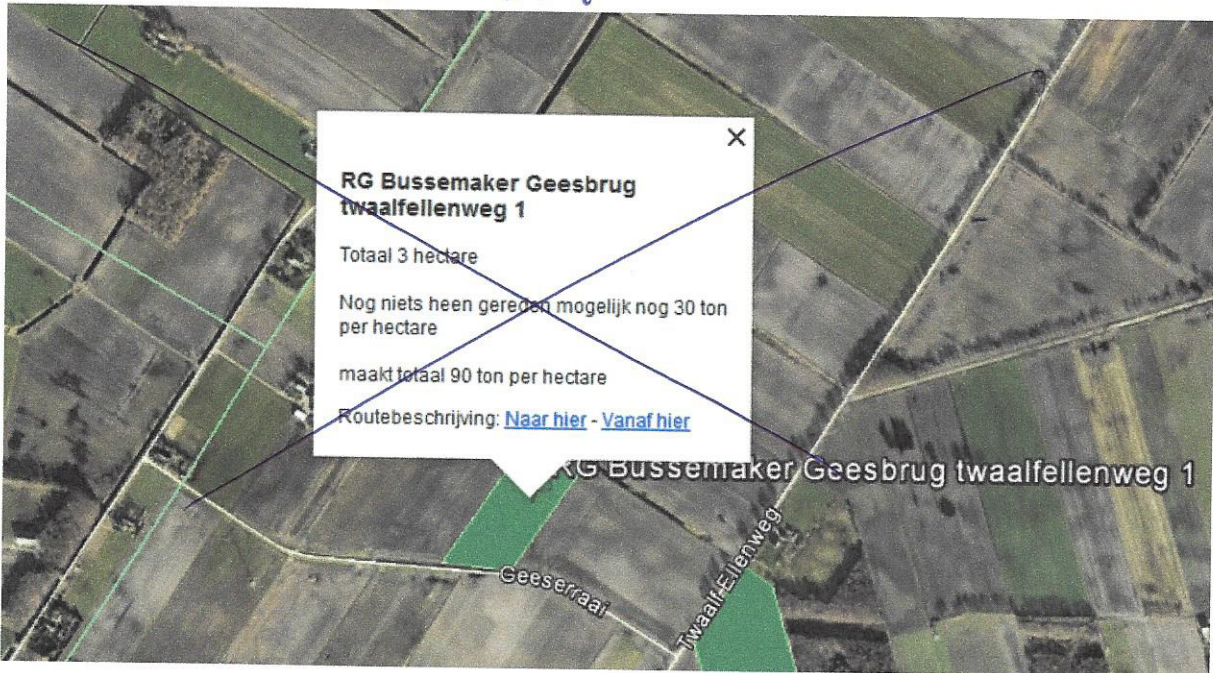 RG Bussemaker Geesbrug
twaalfellenweg 1
Totaal 3 hectare
Nog niets heen gereden mogelijk nog 30 ton
per hectare
maakt totaal 90 ton per hectare
Routebeschrijving: Naar hier - Vanaf hier
RG Bussemaker Geesbrug twaalfellenweg 1
Geeserraai
Twaalf-Ellenweg